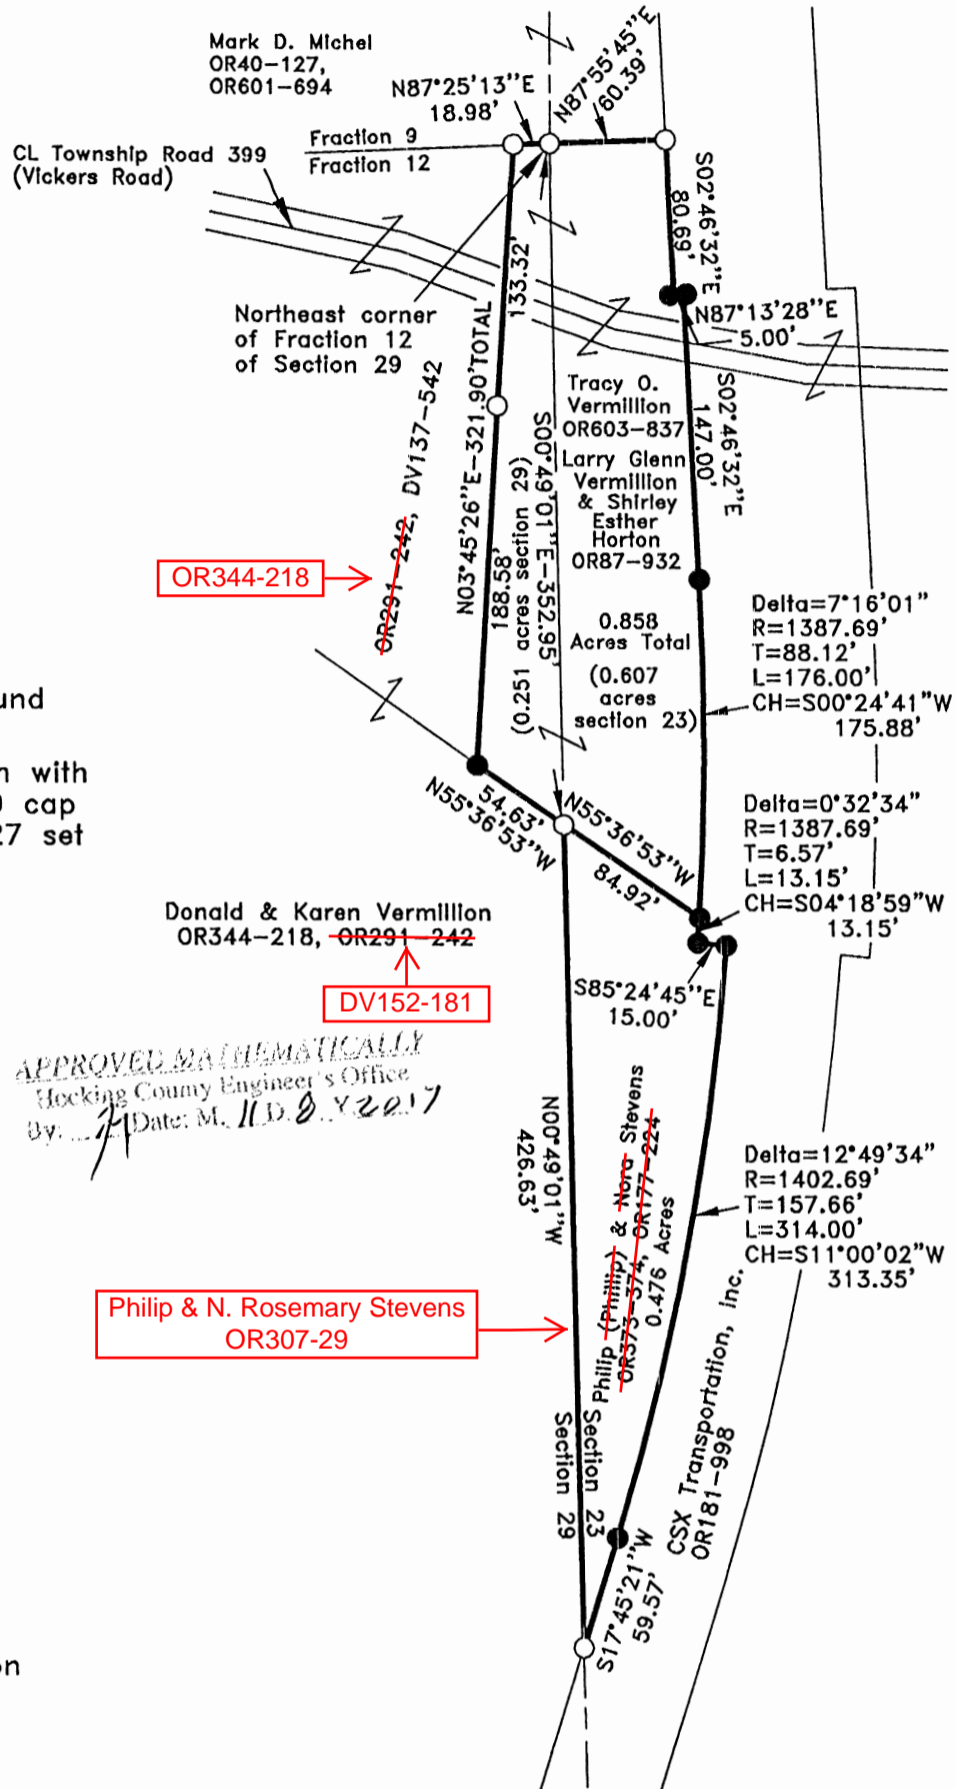 Mark D. Michel
OR40-127,
OR601-694
N87°25'13"E
18.98'
N87°55'45"E
60.39'
CL Township Road 399
(Vickers Road)
Fraction 9
Fraction 12
S02°46'32"E
80.69'
133.32'
N87°13'28"E
5.00'
Northeast corner
of Fraction 12
of Section 29
N03°45'26"E-321.90'TOTAL
188.58'
OR291-242, DV137-542
OR344-218
S00°49'01"E-352.95'
(0.251 acres section 29)
Tracy O.
Vermillion
OR603-837
Larry Glenn
Vermillion
& Shirley
Esther
Horton
OR87-932
0.858
Acres Total
(0.607
acres
section 23)
S02°46'32"E
147.00'
Delta=7°16'01"
R=1387.69'
T=88.12'
L=176.00'
CH=S00°24'41"W
175.88'
und
n with
cap
27 set
54.63'
N55°36'53"W
N55°36'53"W
84.92'
Delta=0°32'34"
R=1387.69'
T=6.57'
L=13.15'
CH=S04°18'59"W
13.15'
Donald & Karen Vermillion
OR344-218, OR291-242
DV152-181
S85°24'45"E
15.00'
APPROVED MATHEMATICALLY
Hocking County Engineer's Office
By: Date: M. 11 D. 8 Y 2017
N00°49'01"W
426.63'
Philip (Phillip) & Nora Stevens
OR373-374, OR177-224
0.476 Acres
Delta=12°49'34"
R=1402.69'
T=157.66'
L=314.00'
CH=S11°00'02"W
313.35'
Philip & N. Rosemary Stevens
OR307-29
Section 29
Section 23
CSX Transportation, Inc.
OR181-998
S17°45'21"W
59.57'
on